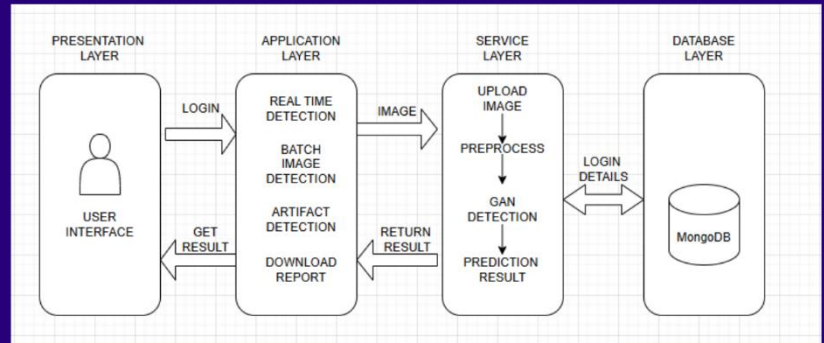 PRESENTATION
LAYER
APPLICATION
LAYER
SERVICE
LAYER
DATABASE
LAYER
USER
INTERFACE
LOGIN
GET
RESULT
REAL TIME
DETECTION
BATCH
IMAGE
DETECTION
ARTIFACT
DETECTION
DOWNLOAD
REPORT
IMAGE
RETURN
RESULT
UPLOAD
IMAGE
PREPROCESS
GAN
DETECTION
PREDICTION
RESULT
LOGIN
DETAILS
MongoDB